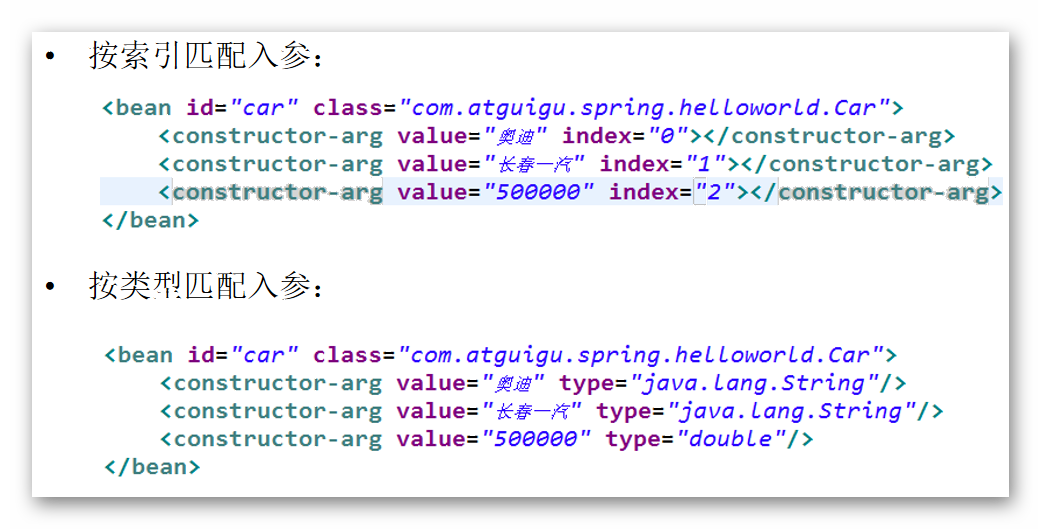 • 按索引匹配入参：
<bean id="car" class="com.atguigu.spring.helloworld.Car">
<constructor-arg value="奥迪" index="0"></constructor-arg>
<constructor-arg value="长春一汽" index="1"></constructor-arg>
<constructor-arg value="500000" index="2"></constructor-arg>
</bean>
• 按类型匹配入参：
<bean id="car" class="com.atguigu.spring.helloworld.Car">
<constructor-arg value="奥迪" type="java.lang.String"/>
<constructor-arg value="长春一汽" type="java.lang.String"/>
<constructor-arg value="500000" type="double"/>
</bean>